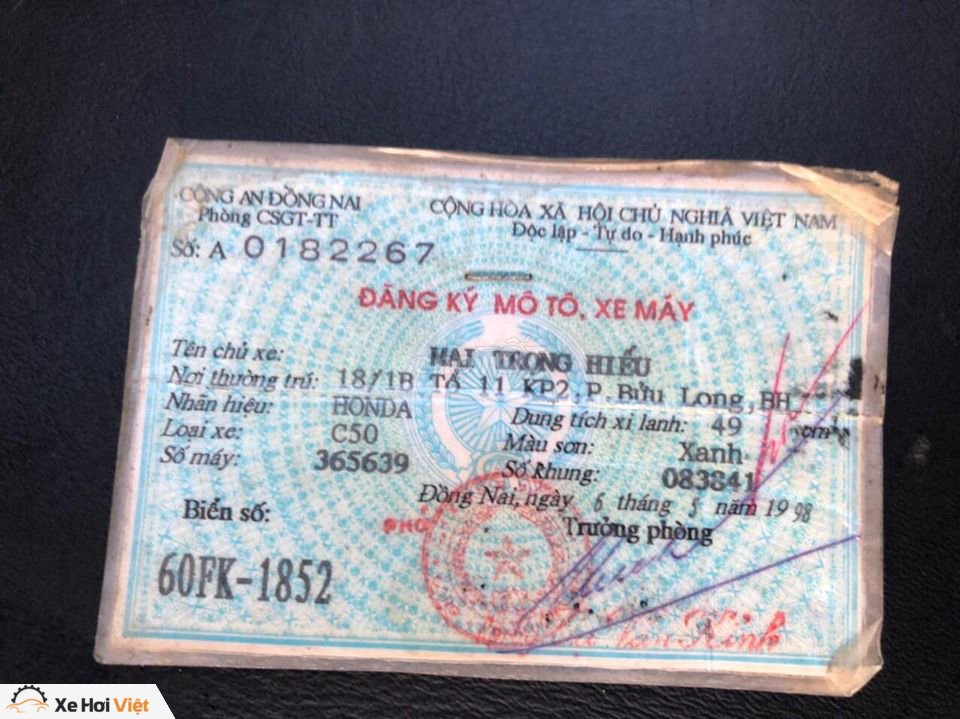 CÔNG AN ĐỒNG NAI
Phòng CSGT-TT
Số: A 0182267
CỘNG HÒA XÃ HỘI CHỦ NGHĨA VIỆT NAM
Độc lập - Tự do - Hạnh phúc
ĐĂNG KÝ MÔ TÔ, XE MÁY
Tên chủ xe: MAI TRỌNG HIẾU
Nơi thường trú: 18/1B Tổ 11 KP2.P.Bửu Long,BH
Nhãn hiệu: HONDA Dung tích xi lanh: 49 cm³
Loại xe: C50 Màu sơn: Xanh
Số máy: 365639 Số Khung: 083841
Đồng Nai, ngày 6 tháng 5 năm 1998
Biển số: PHÓ Trưởng phòng
60FK-1852
Xe Hơi Việt